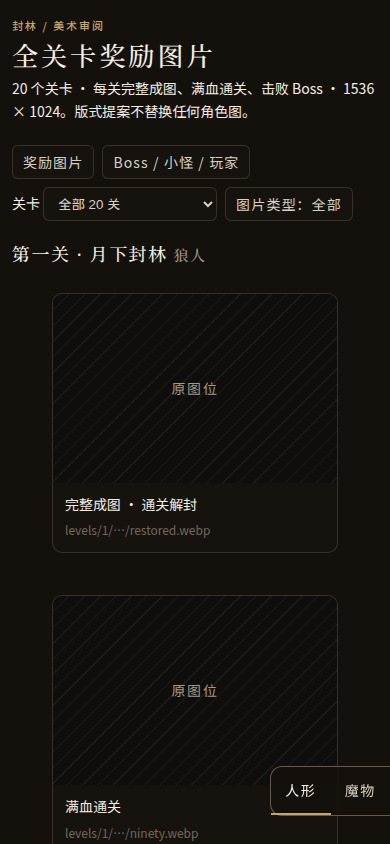 封林 / 美术审阅
全关卡奖励图片
20 个关卡 · 每关完整成图、满血通关、击败 Boss · 1536
× 1024。版式提案不替换任何角色图。
奖励图片
Boss / 小怪 / 玩家
关卡 全部 20 关
图片类型：全部
第一关 · 月下封林 狼人
原图位
完整成图 · 通关解封
levels/1/…/restored.webp
原图位
满血通关
levels/1/…/ninety.webp
人形 魔物